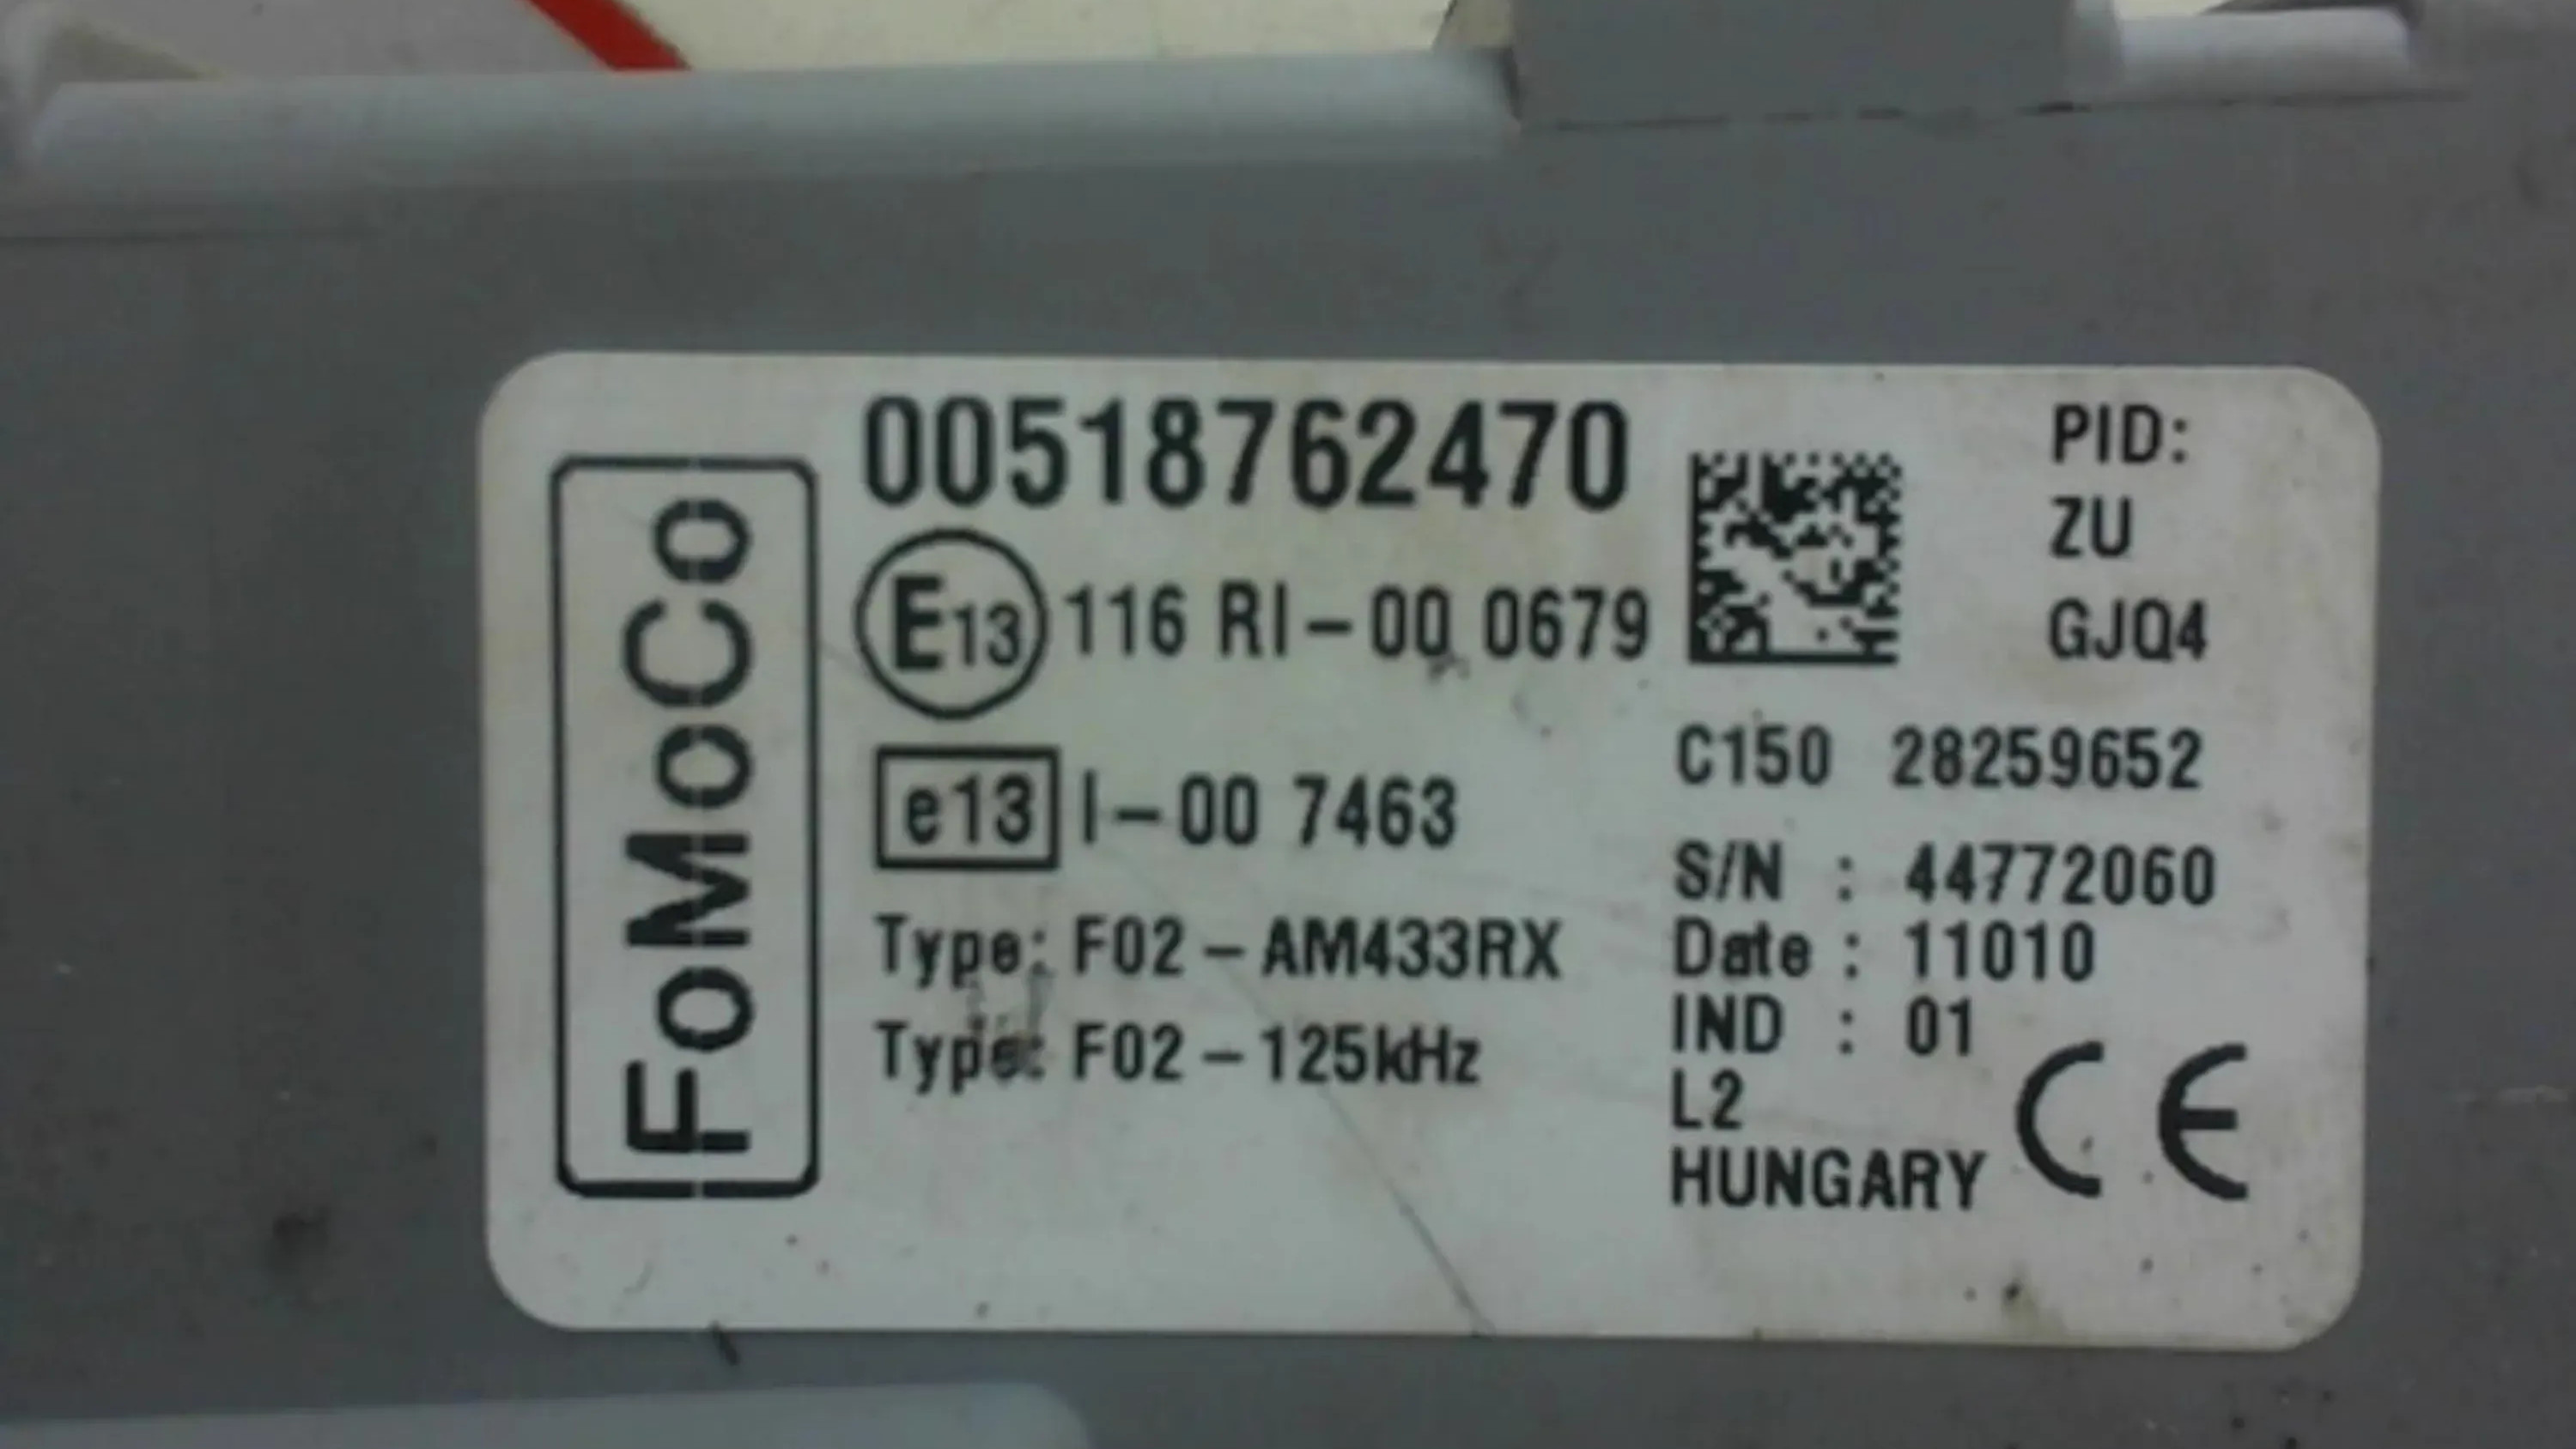 FoMoCo
00518762470
E13 116 RI-00 0679
e13 I-00 7463
Type: F02-AM433RX
Type: F02-125kHz
PID:
ZU
GJQ4
C150 28259652
S/N : 44772060
Date : 11010
IND : 01
L2
HUNGARY CE